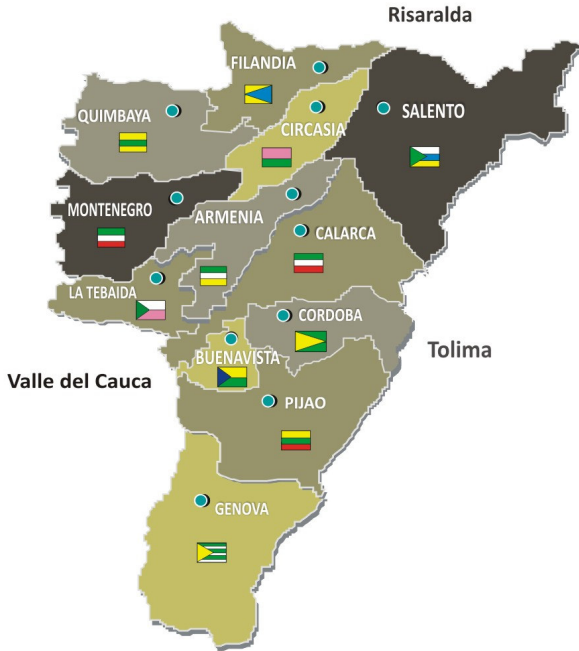 Risaralda
FILANDIA
QUIMBAYA
CIRCASIA
SALENTO
MONTENEGRO
ARMENIA
CALARCA
LA TEBAIDA
CORDOBA
BUENAVISTA
Tolima
Valle del Cauca
PIJAO
GENOVA